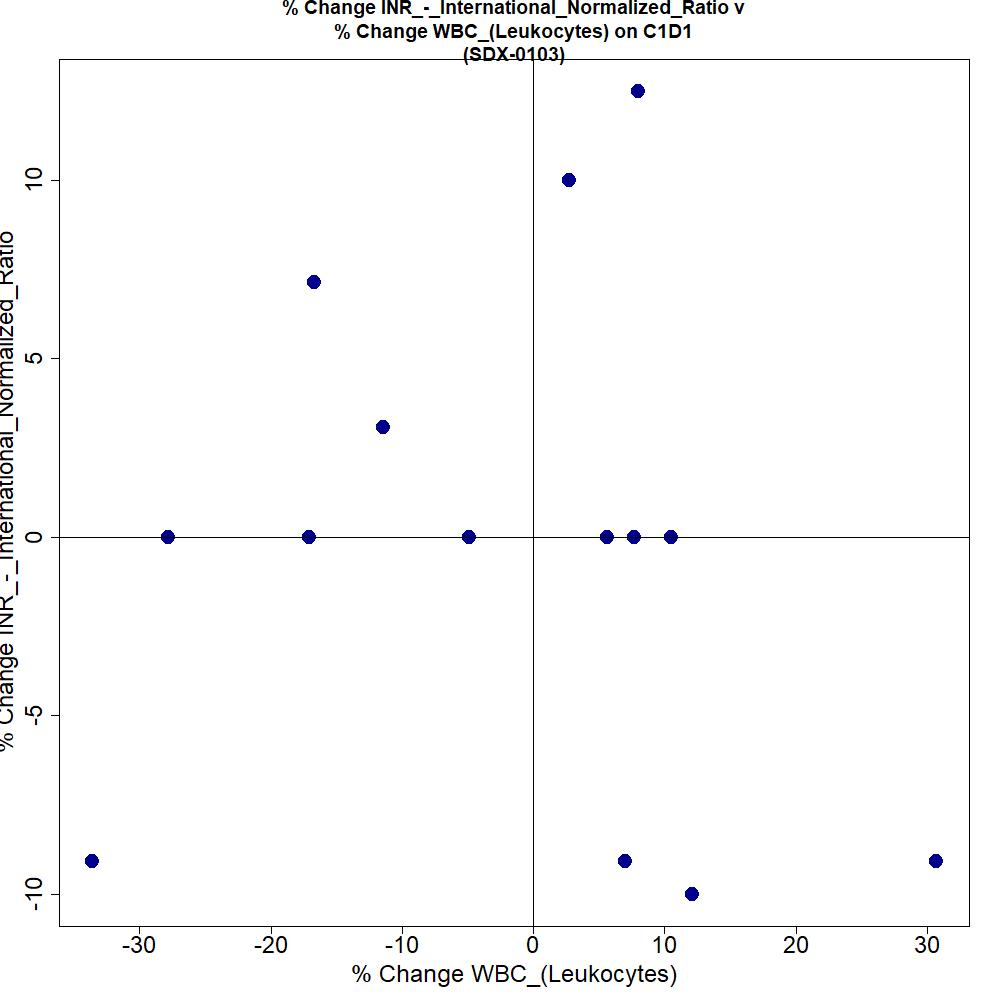 % Change INR_-_International_Normalized_Ratio v
% Change WBC_(Leukocytes) on C1D1
(SDX-0103)
% Change INR_-_International_Normalized_Ratio
10
5
0
-5
-10
-30
-20
-10
0
10
20
30
% Change WBC_(Leukocytes)